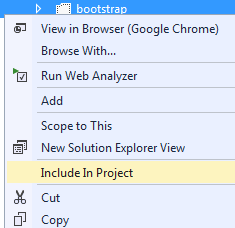 bootstrap
View in Browser (Google Chrome)
Browse With...
Run Web Analyzer
Add
Scope to This
New Solution Explorer View
Include In Project
Cut
Copy